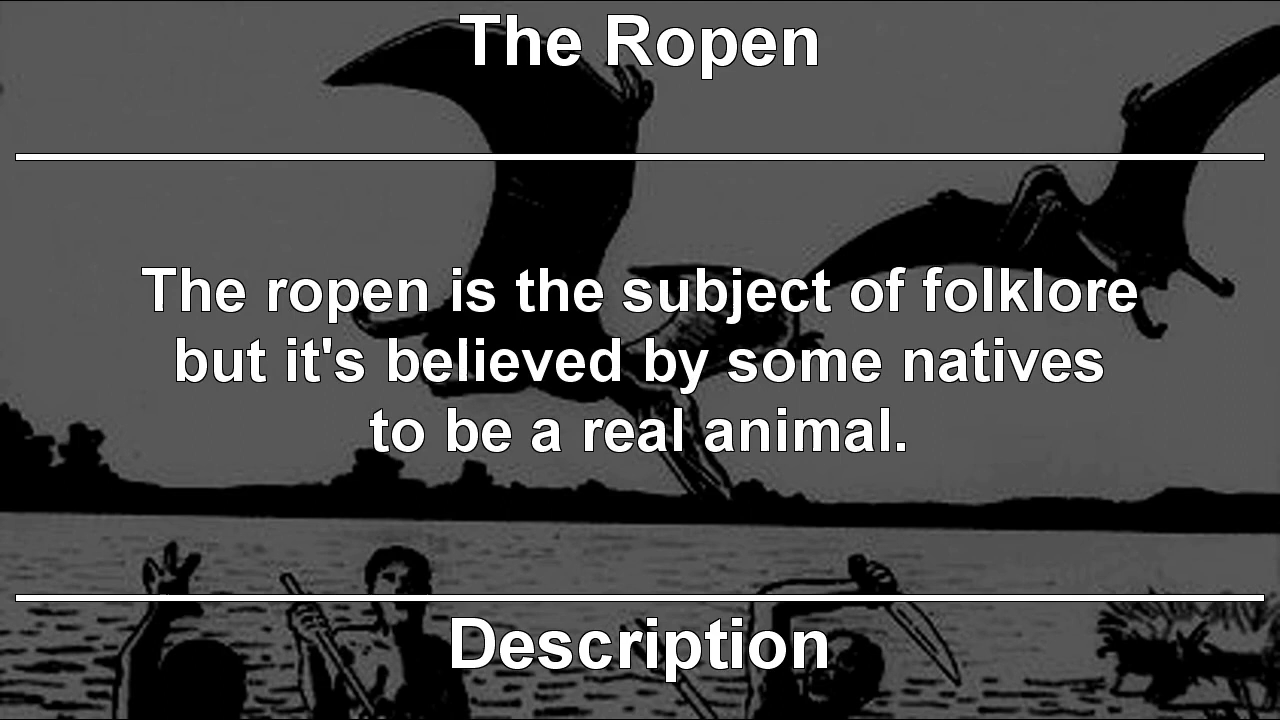 The Ropen
The ropen is the subject of folklore
but it's believed by some natives
to be a real animal.
Description